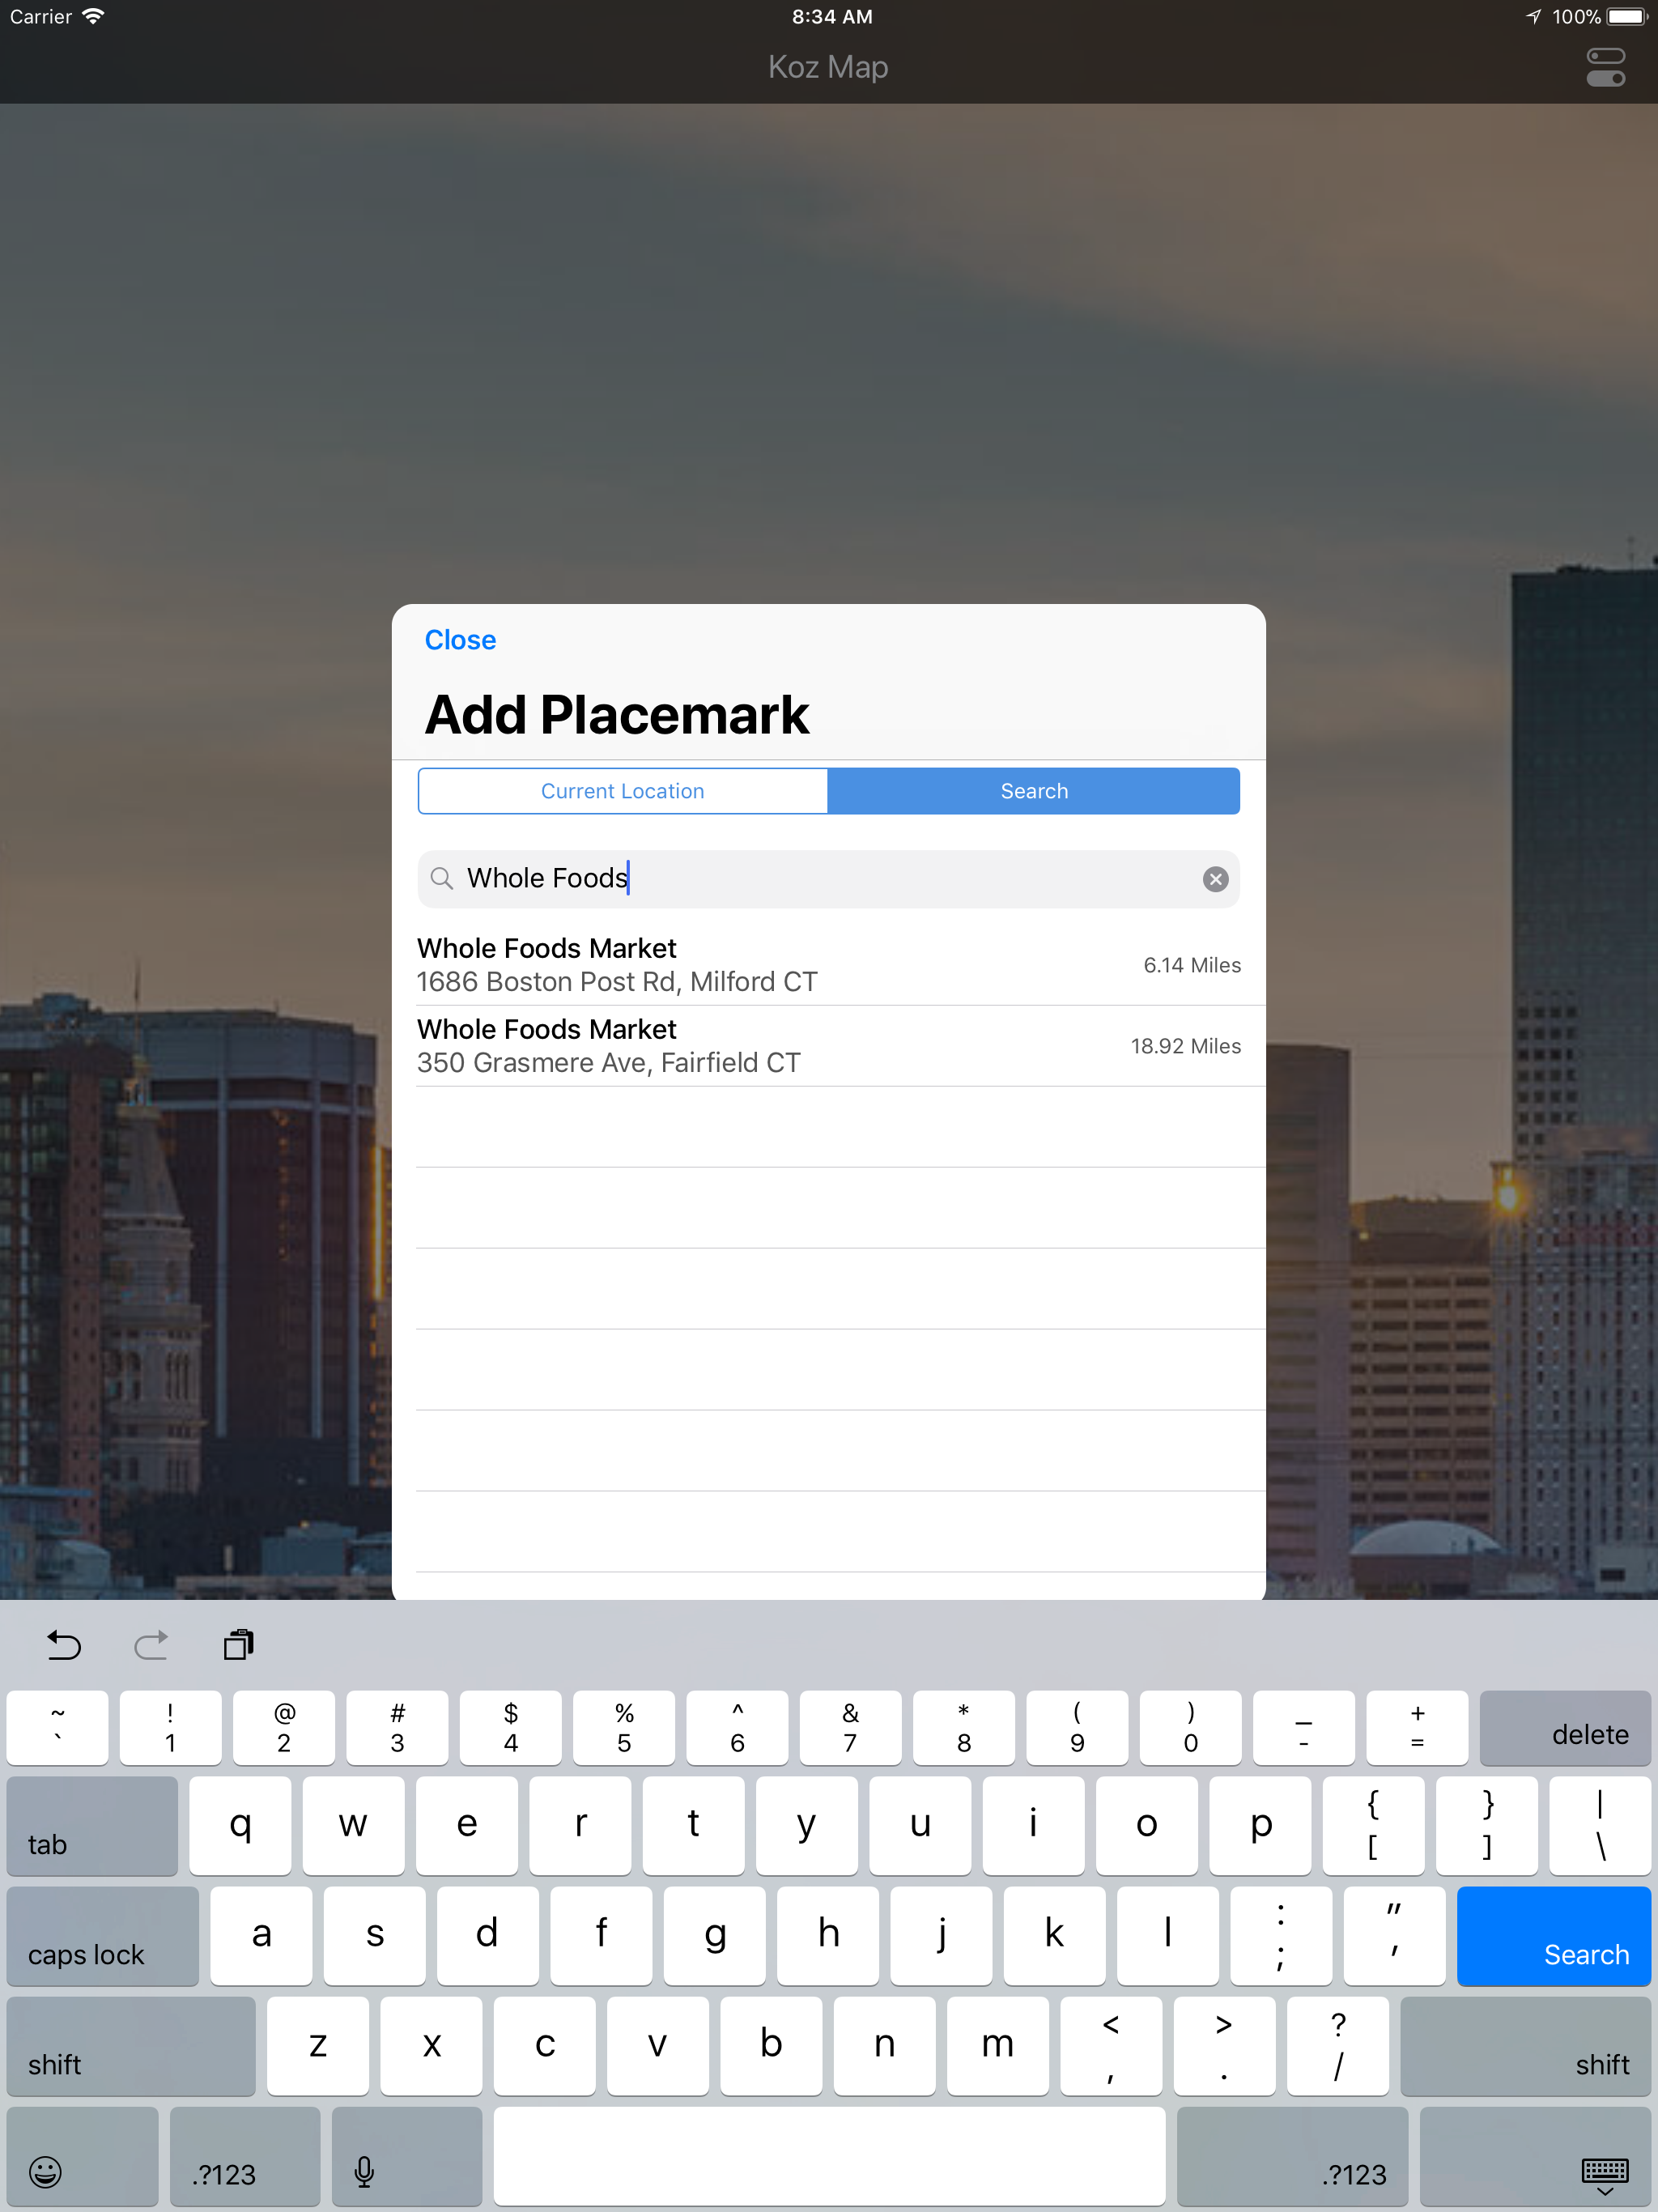 Carrier 8:34 AM 100%
Koz Map
Close
Add Placemark
Current Location Search
Whole Foods
Whole Foods Market
1686 Boston Post Rd, Milford CT
6.14 Miles
Whole Foods Market
350 Grasmere Ave, Fairfield CT
18.92 Miles
~ ! @ # $ % ^ & * ( ) _ +
` 1 2 3 4 5 6 7 8 9 0 - = delete
tab q w e r t y u i o p { [ } ] | \
caps lock a s d f g h j k l : ; " ' Search
shift z x c v b n m < , > . ? / shift
.?123 .?123